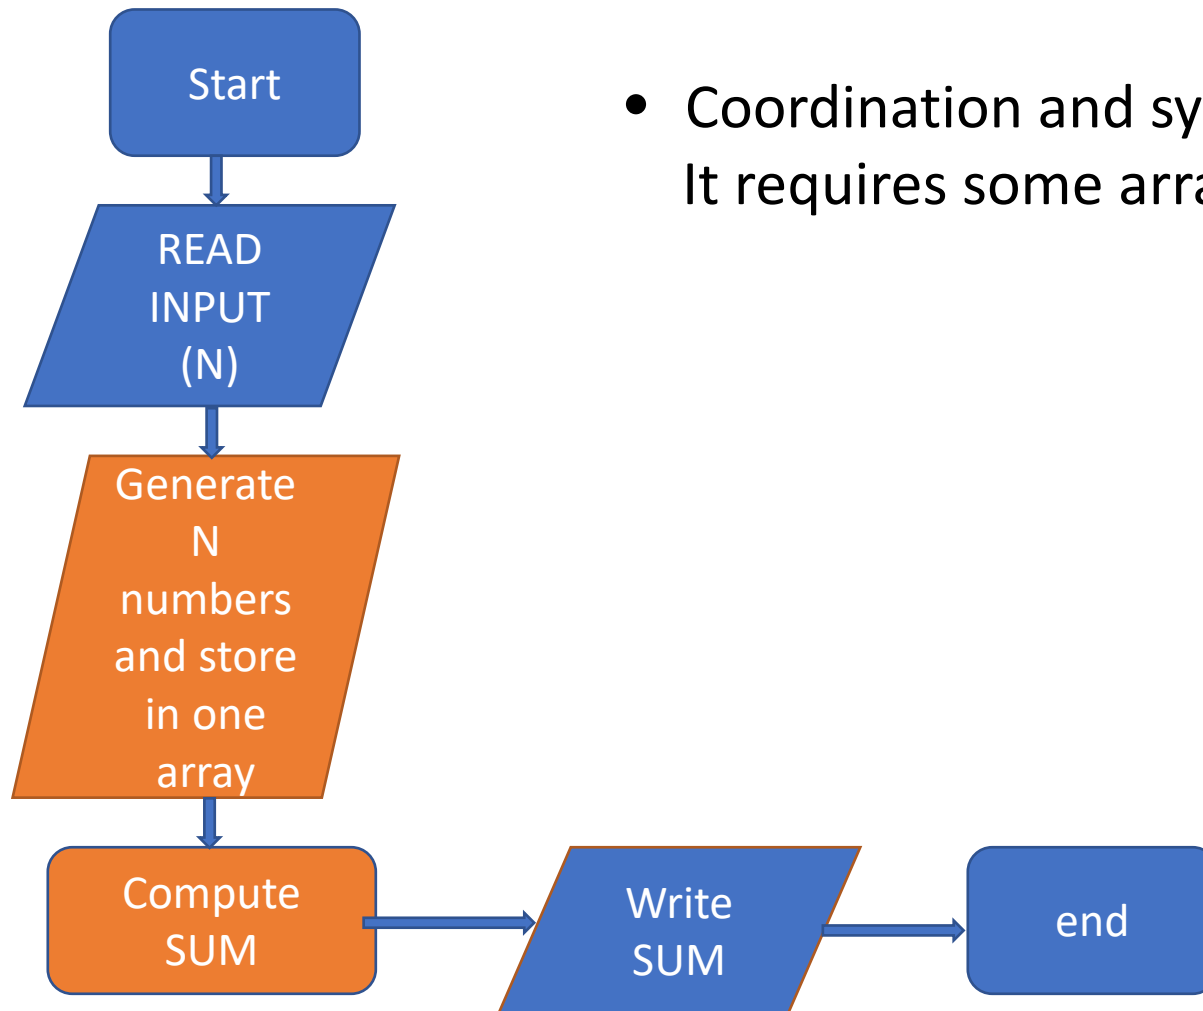 Start
• Coordination and sy
It requires some arra
READ
INPUT
(N)
Generate
N
numbers
and store
in one
array
Compute
SUM
Write
SUM
end